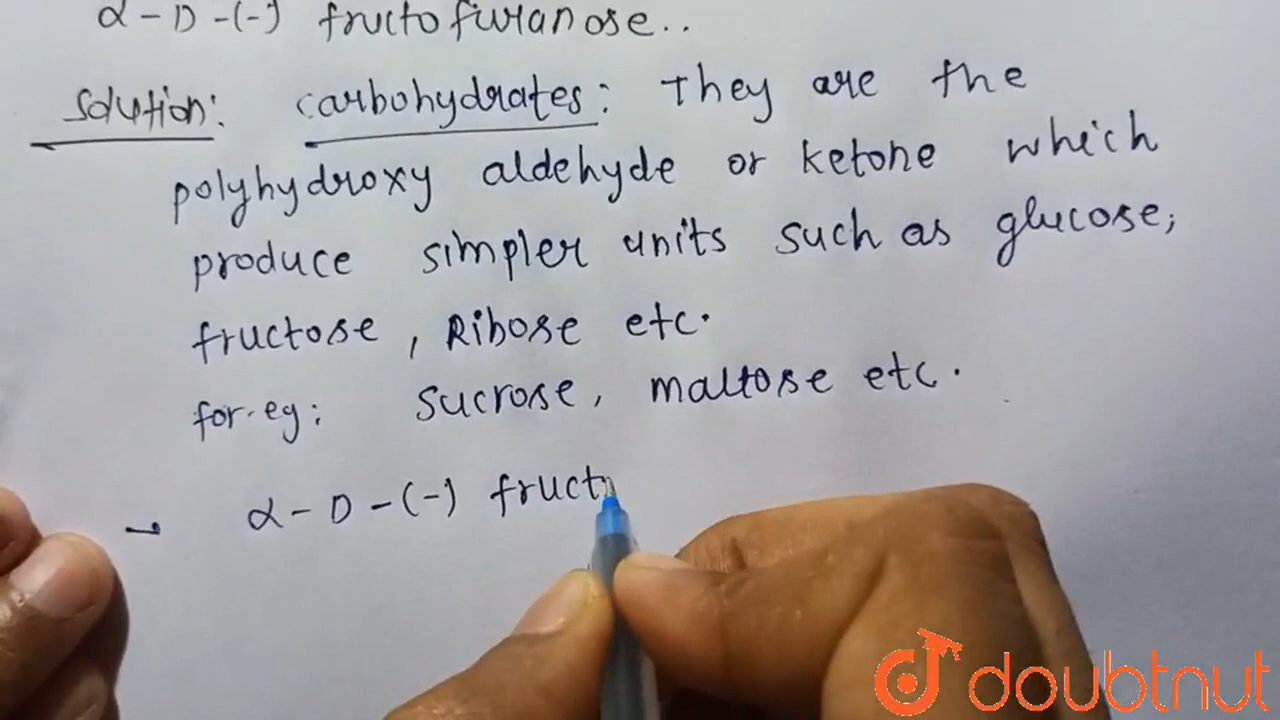 α-D-(-) fructofuranose..
Solution: carbohydrates: They are the
polyhydroxy aldehyde or ketone which
produce simpler units such as glucose,
fructose, Ribose etc.
for eg: sucrose, maltose etc.
→ α-D-(-) fruct
doubtnut